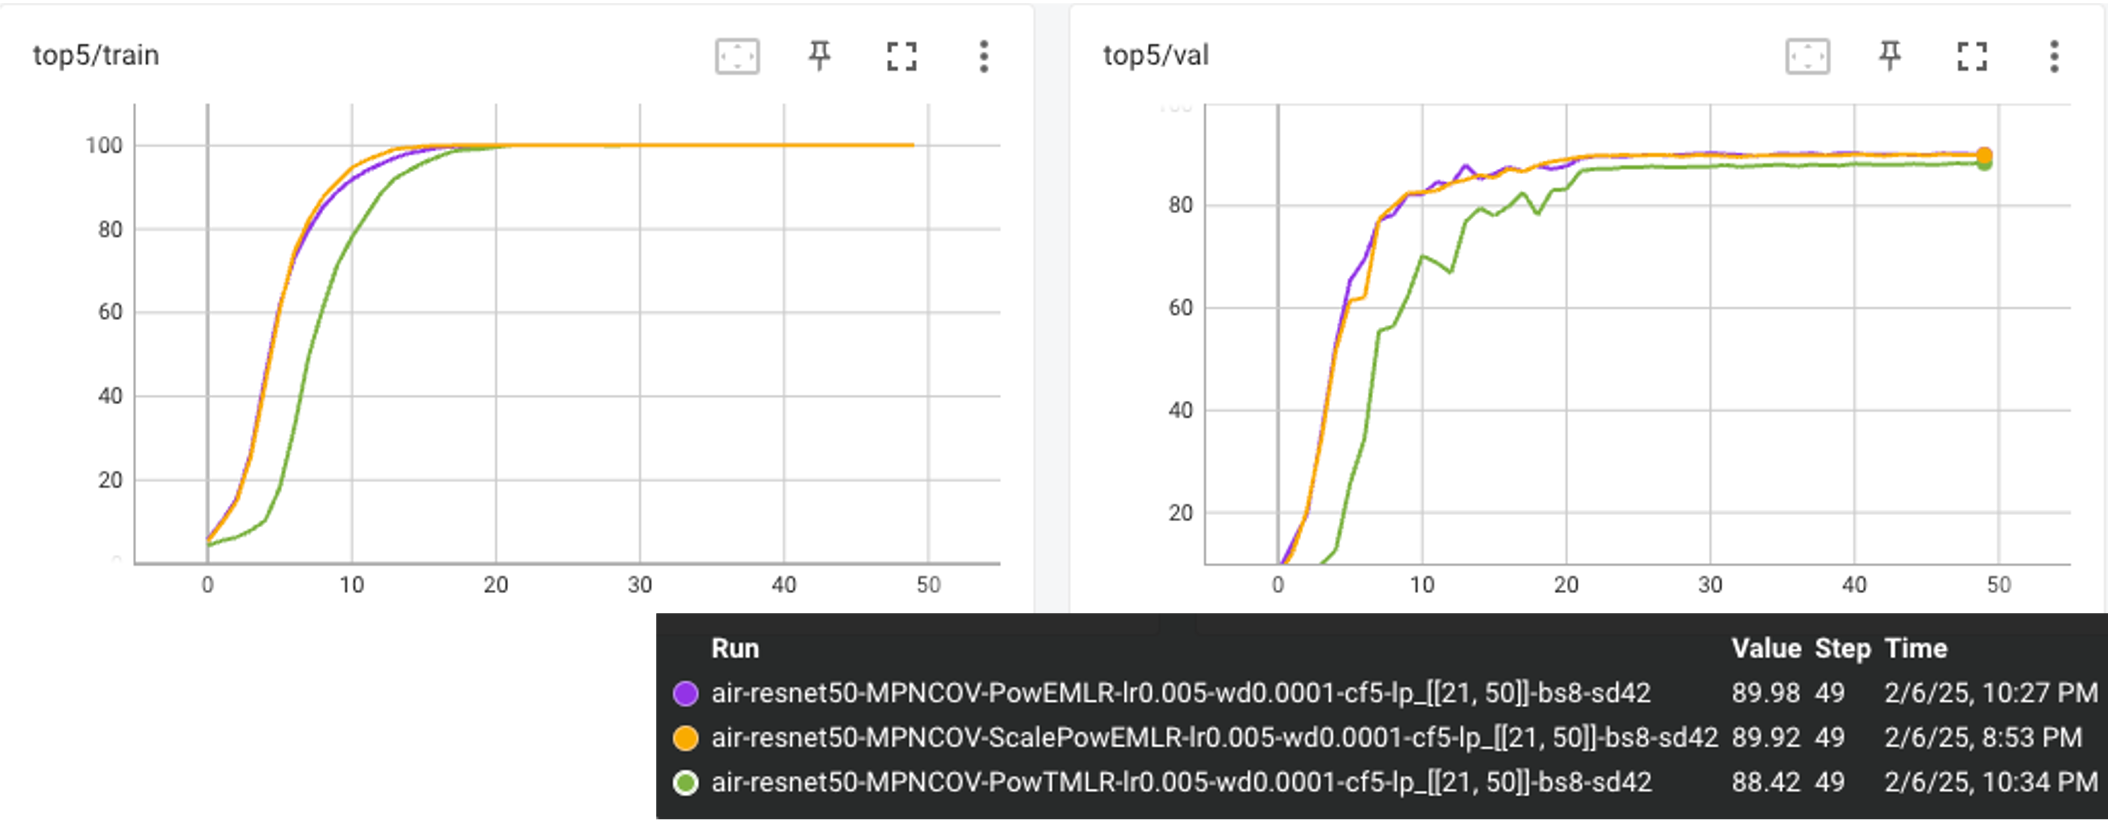 top5/train
100
80
60
40
20
0
0 10 20 30 40 50
top5/val
100
80
60
40
20
0 10 20 30 40 50
Run Value Step Time
air-resnet50-MPNCOV-PowEMLR-lr0.005-wd0.0001-cf5-lp_[[21, 50]]-bs8-sd42 89.98 49 2/6/25, 10:27 PM
air-resnet50-MPNCOV-ScalePowEMLR-lr0.005-wd0.0001-cf5-lp_[[21, 50]]-bs8-sd42 89.92 49 2/6/25, 8:53 PM
air-resnet50-MPNCOV-PowTMLR-lr0.005-wd0.0001-cf5-lp_[[21, 50]]-bs8-sd42 88.42 49 2/6/25, 10:34 PM